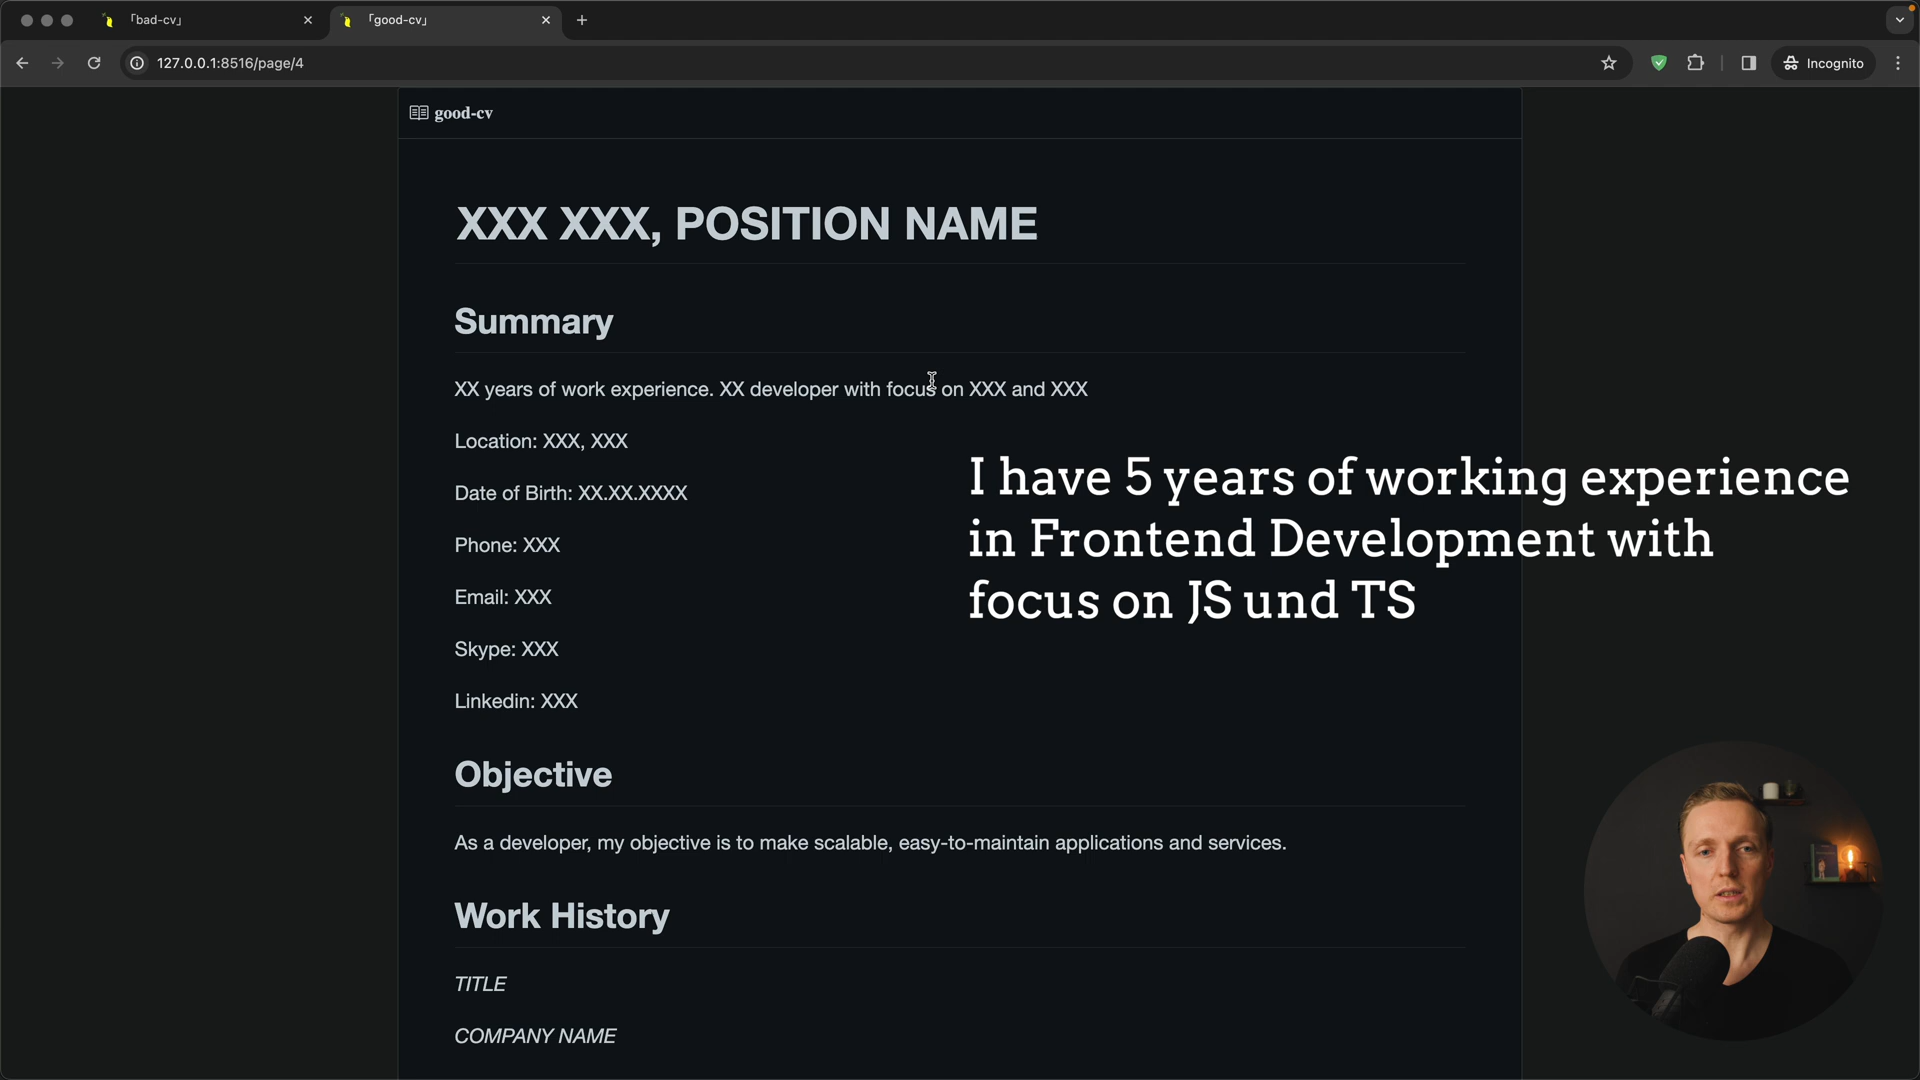 「bad-cv」
「good-cv」
127.0.0.1:8516/page/4
Incognito
good-cv
XXX XXX, POSITION NAME
Summary
XX years of work experience. XX developer with focus on XXX and XXX
Location: XXX, XXX
Date of Birth: XX.XX.XXXX
Phone: XXX
Email: XXX
Skype: XXX
Linkedin: XXX
I have 5 years of working experience
in Frontend Development with
focus on JS und TS
Objective
As a developer, my objective is to make scalable, easy-to-maintain applications and services.
Work History
TITLE
COMPANY NAME